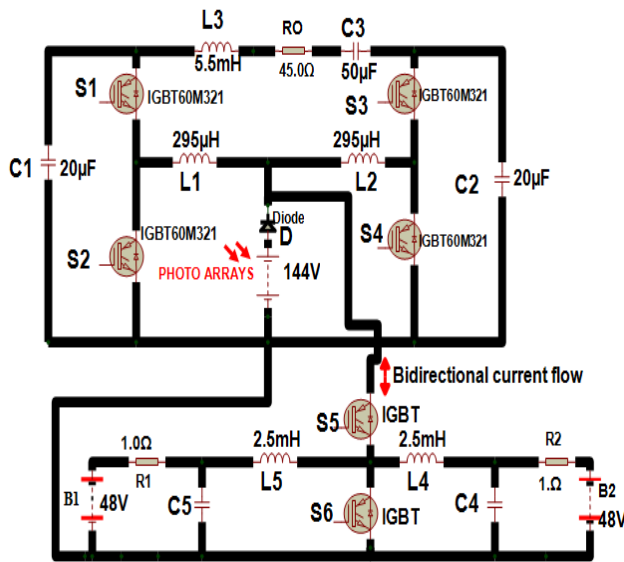 L3
5.5mH
RO
45.0Ω
C3
50µF
S1
IGBT60M321
S3
IGBT60M321
C1
20µF
295µH
L1
295µH
L2
C2
20µF
S2
IGBT60M321
Diode
D
S4
IGBT60M321
PHOTO ARRAYS
144V
Bidirectional current flow
S5
IGBT
1.0Ω
R1
2.5mH
L5
2.5mH
L4
R2
1.Ω
B1
48V
C5
S6
IGBT
C4
B2
48V